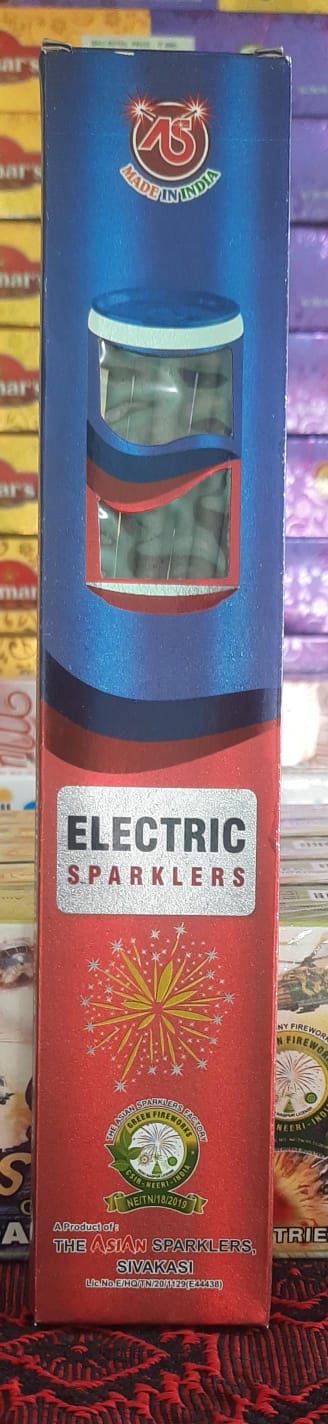 AS
MADE IN INDIA
ELECTRIC
SPARKLERS
THE ASIAN SPARKLERS FACTORY
GREEN FIREWORKS
CSIR-NEERI-INDIA
NE/TN/18/2019
A Product of :
THE ASIAN SPARKLERS,
SIVAKASI
Lic.No.E/HQ/TN/20/1129(E44438)